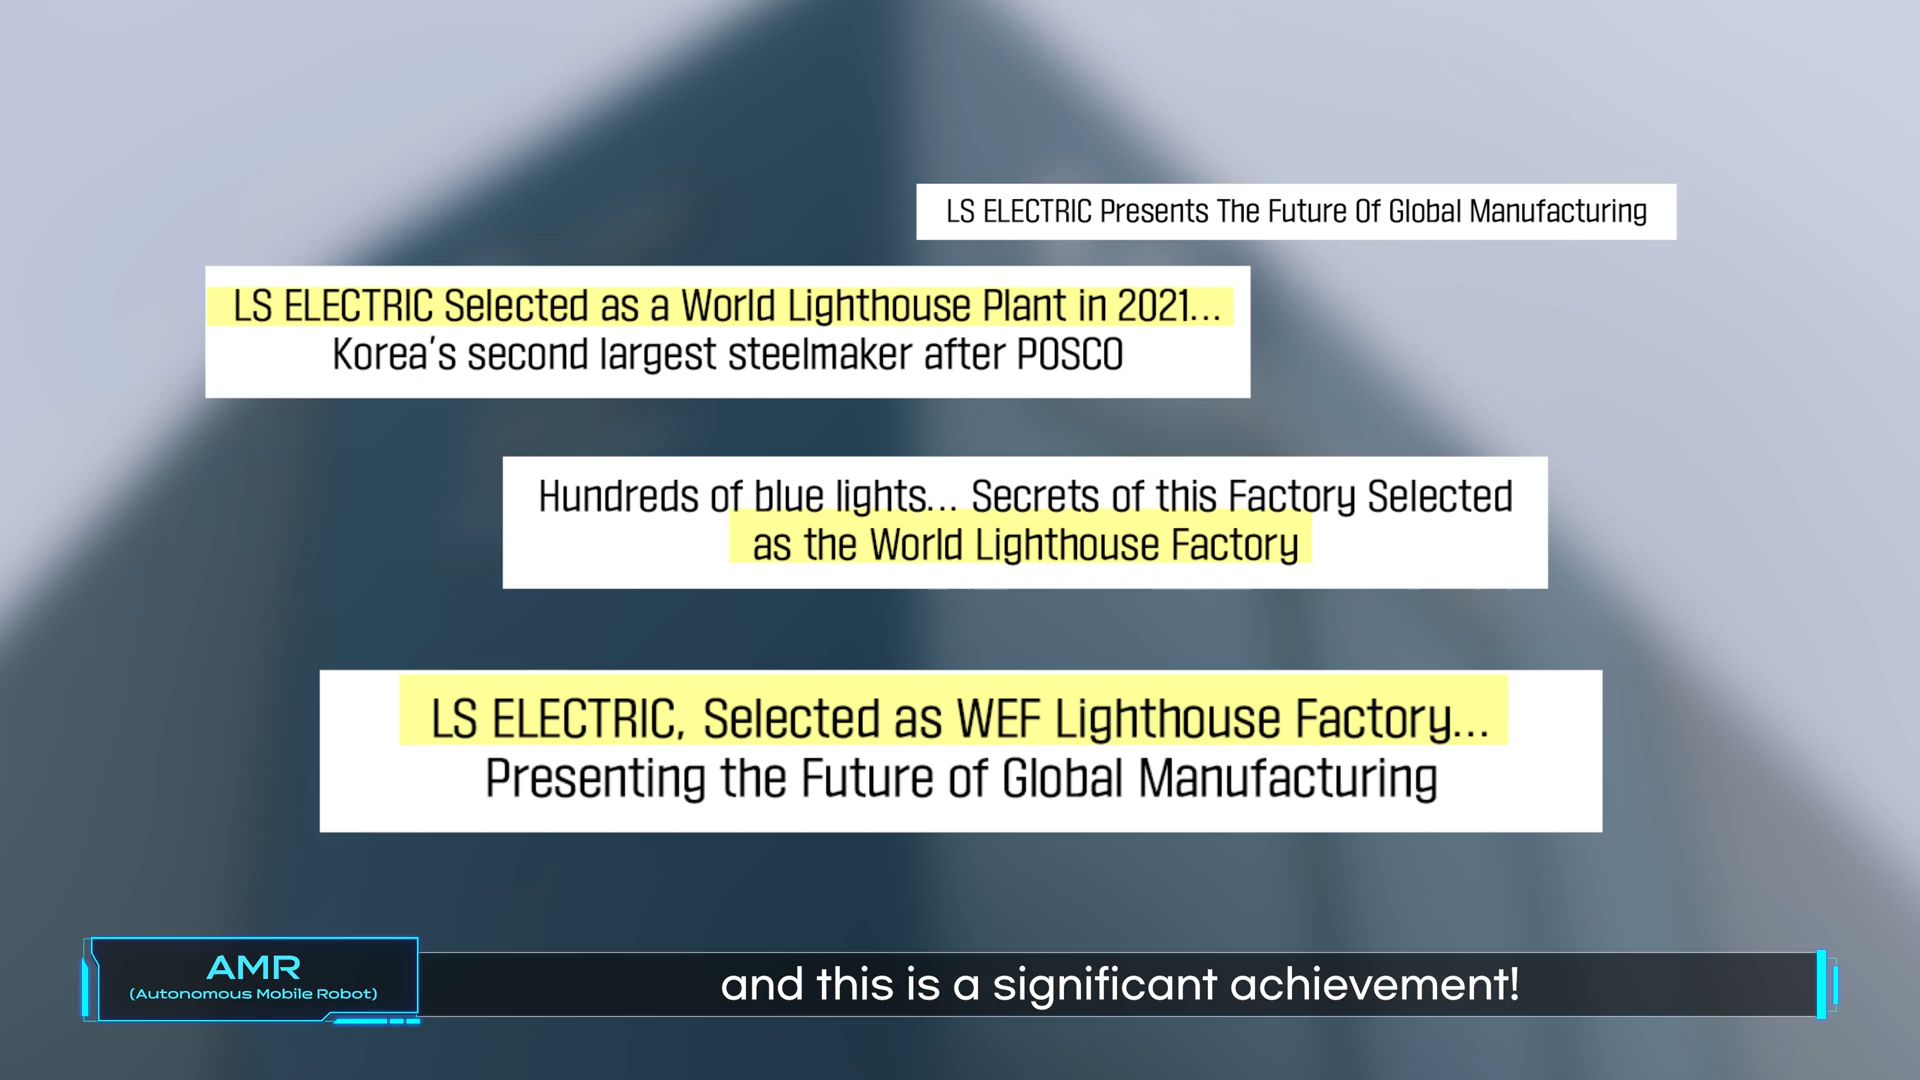 LS ELECTRIC Presents The Future Of Global Manufacturing
LS ELECTRIC Selected as a World Lighthouse Plant in 2021...
Korea's second largest steelmaker after POSCO
Hundreds of blue lights... Secrets of this Factory Selected
as the World Lighthouse Factory
LS ELECTRIC, Selected as WEF Lighthouse Factory...
Presenting the Future of Global Manufacturing
AMR
(Autonomous Mobile Robot)
and this is a significant achievement!